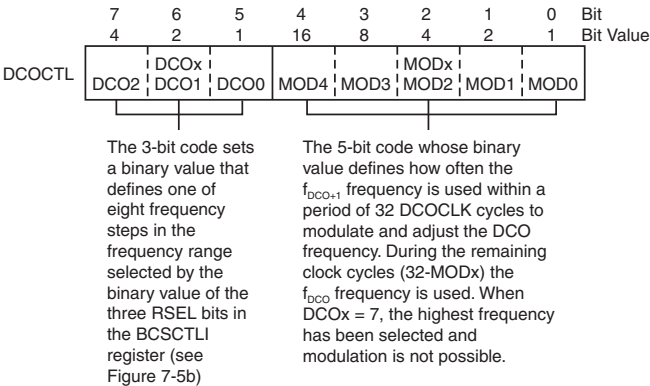 7 6 5 4 3 2 1 0 Bit
4 2 1 16 8 4 2 1 Bit Value
DCOCTL
DCOx
MODx
DCO2 DCO1 DCO0 MOD4 MOD3 MOD2 MOD1 MOD0
The 3-bit code sets
a binary value that
defines one of
eight frequency
steps in the
frequency range
selected by the
binary value of the
three RSEL bits in
the BCSCTLI
register (see
Figure 7-5b)
The 5-bit code whose binary
value defines how often the
fDCO+1 frequency is used within a
period of 32 DCOCLK cycles to
modulate and adjust the DCO
frequency. During the remaining
clock cycles (32-MODx) the
fDCO frequency is used. When
DCOx = 7, the highest frequency
has been selected and
modulation is not possible.